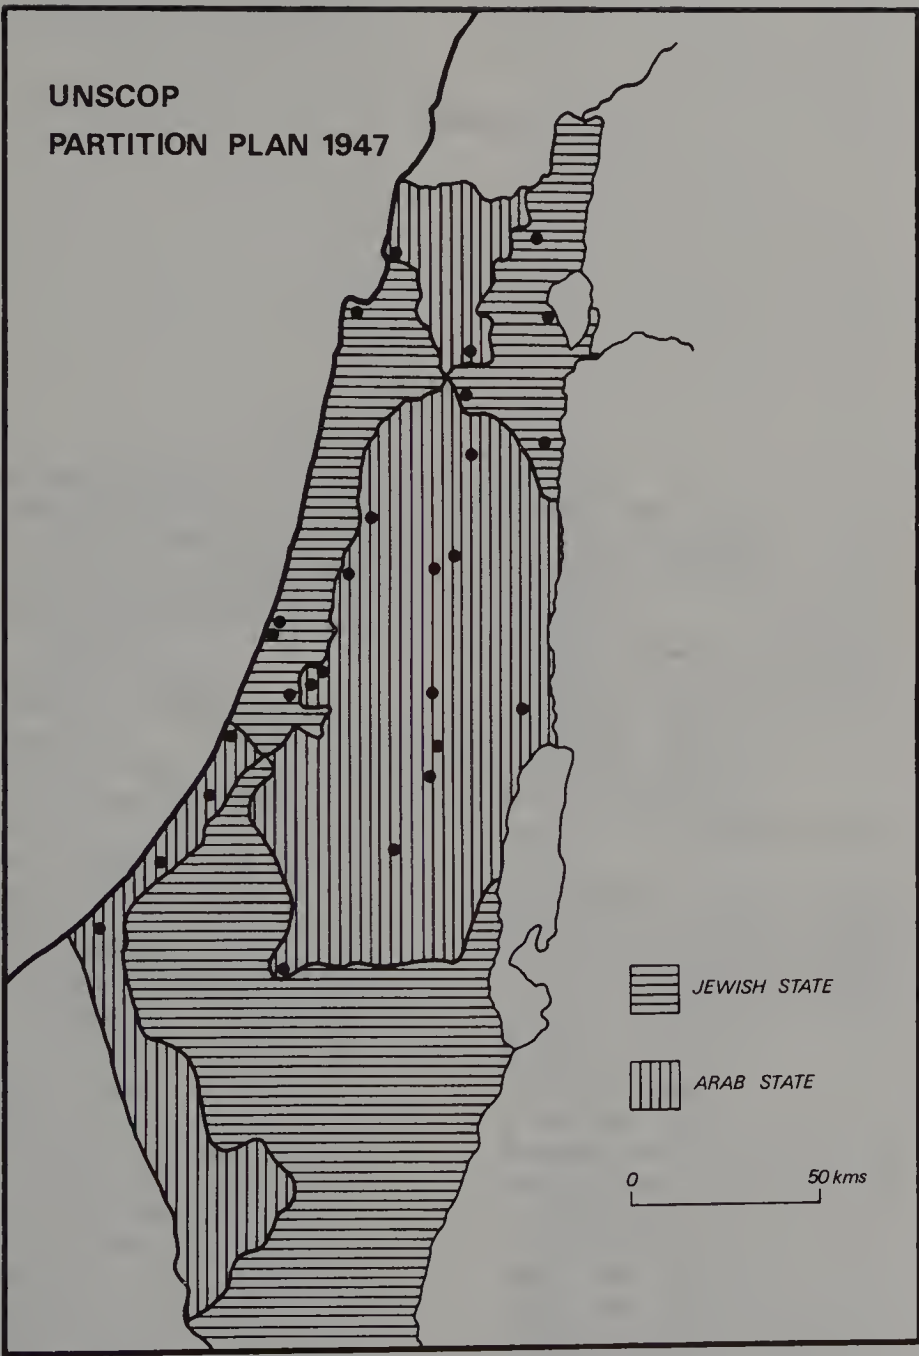 UNSCOP
PARTITION PLAN 1947
JEWISH STATE
ARAB STATE
0 50 kms